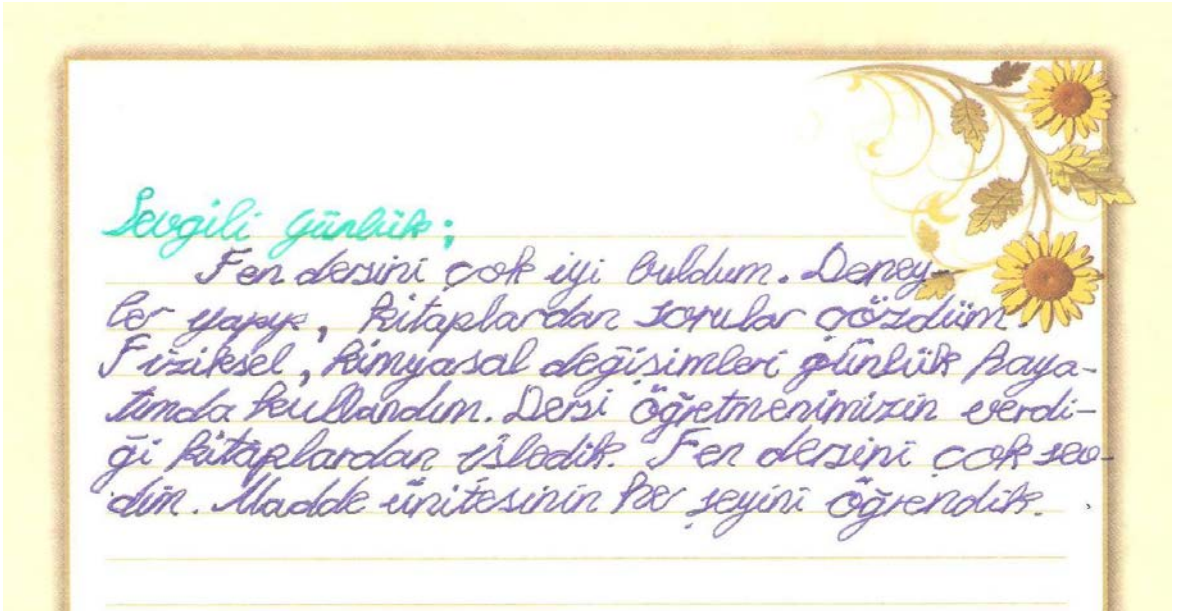 Sevgili günlük;
Fen dersini çok iyi buldum. Deney-
ler yapıp, kitaplardan sorular çözdüm.
Fiziksel, kimyasal değişimleri günlük haya-
tımda kullandım. Dersi öğretmenimizin verdi-
ği kitaplardan işledik. Fen dersini çok sev-
dim. Madde ünitesinin her şeyini öğrendik.